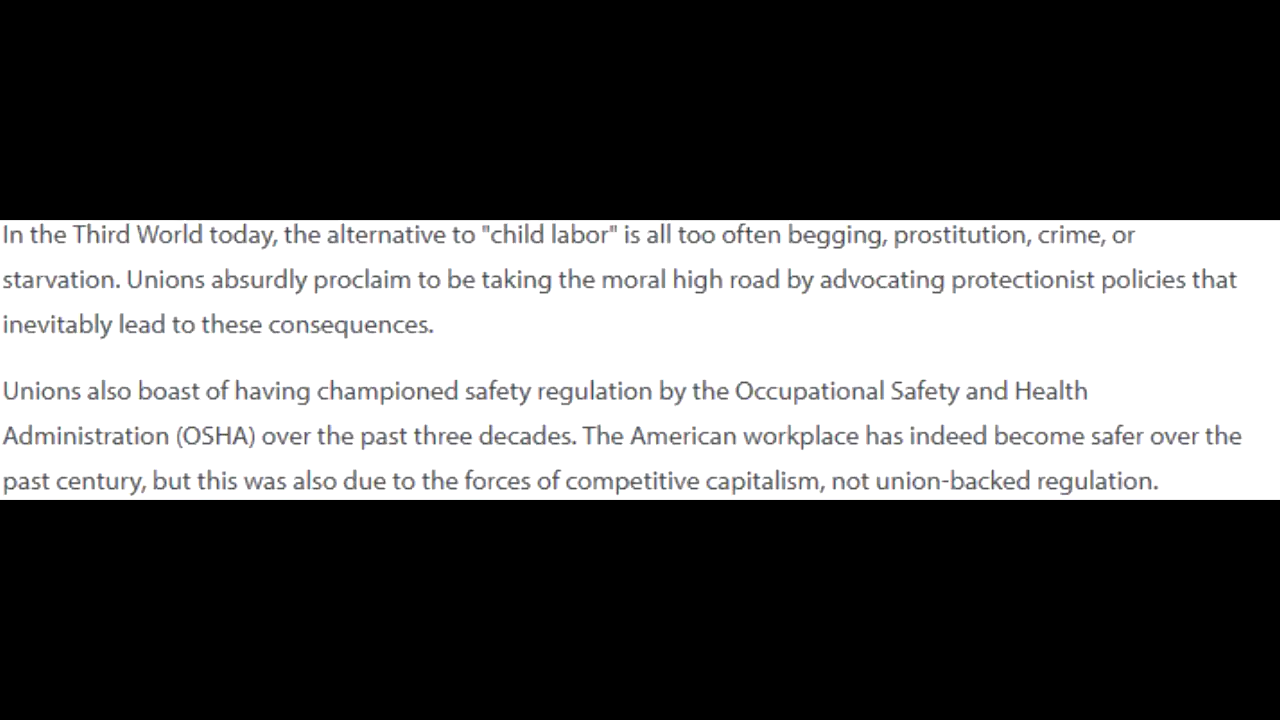 In the Third World today, the alternative to "child labor" is all too often begging, prostitution, crime, or
starvation. Unions absurdly proclaim to be taking the moral high road by advocating protectionist policies that
inevitably lead to these consequences.
Unions also boast of having championed safety regulation by the Occupational Safety and Health
Administration (OSHA) over the past three decades. The American workplace has indeed become safer over the
past century, but this was also due to the forces of competitive capitalism, not union-backed regulation.